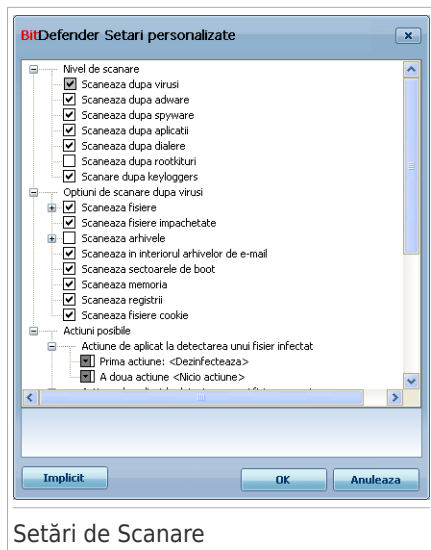 BitDefender Setari personalizate
Nivel de scanare
Scaneaza dupa virusi
Scaneaza dupa adware
Scaneaza dupa spyware
Scaneaza dupa aplicatii
Scaneaza dupa dialere
Scaneaza dupa rootkituri
Scanare dupa keyloggers
Optiuni de scanare dupa virusi
Scaneaza fisiere
Scaneaza fisiere impachetate
Scaneaza arhivele
Scaneaza in interiorul arhivelor de e-mail
Scaneaza sectoarele de boot
Scaneaza memoria
Scaneaza registrii
Scaneaza fisiere cookie
Actiuni posibile
Actiune de aplicat la detectarea unui fisier infectat
Prima actiune: <Dezinfecteaza>
A doua actiune <Nicio actiune>
Implicit
OK
Anuleaza
Setări de Scanare